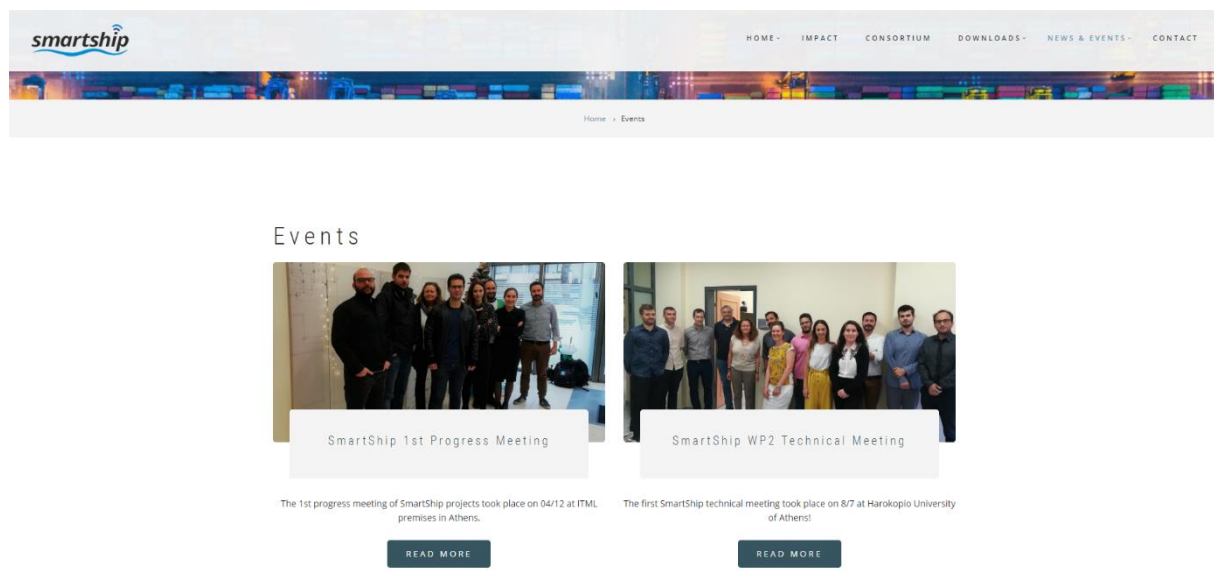 smartship
HOME
IMPACT
CONSORTIUM
DOWNLOADS
NEWS & EVENTS
CONTACT
Home › Events
Events
SmartShip 1st Progress Meeting
The 1st progress meeting of SmartShip projects took place on 04/12 at ITML
premises in Athens.
READ MORE
SmartShip WP2 Technical Meeting
The first SmartShip technical meeting took place on 8/7 at Harokopio University
of Athens!
READ MORE